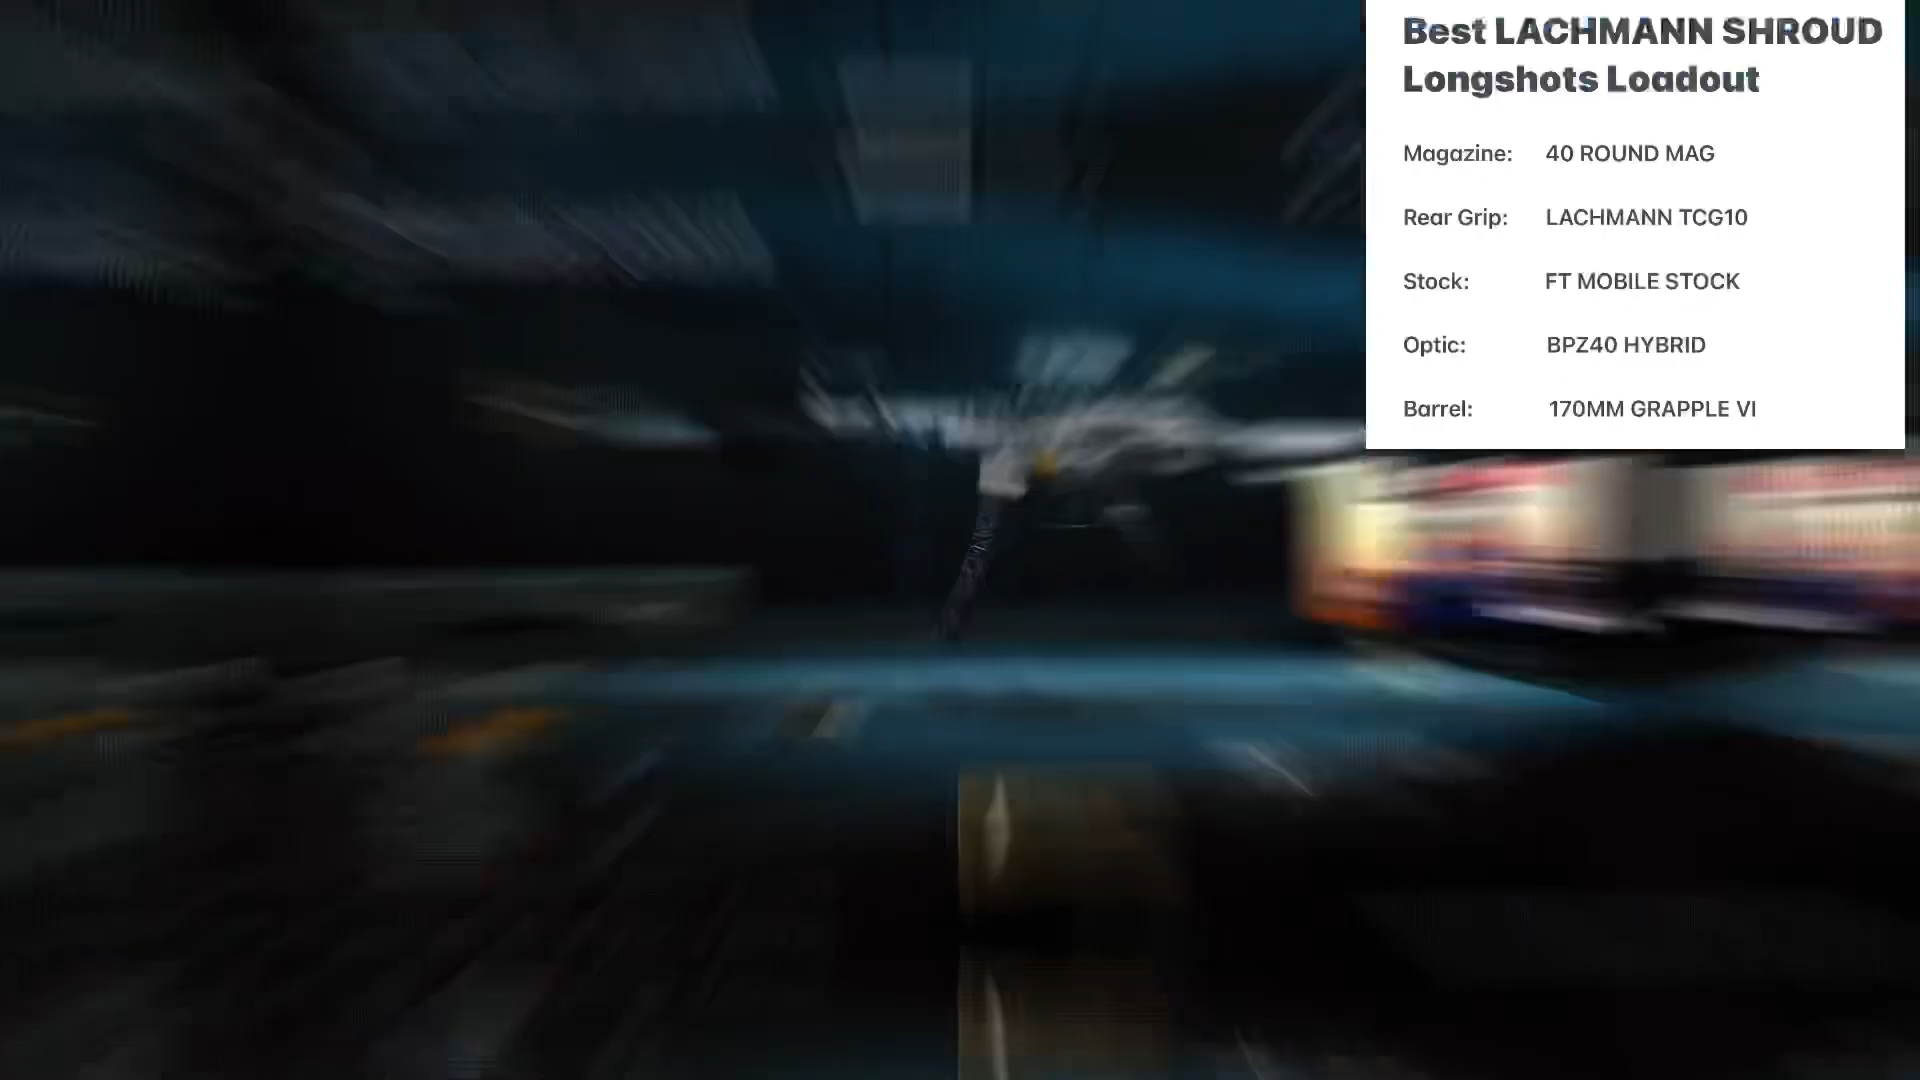 Best LACHMANN SHROUD
Longshots Loadout
Magazine: 40 ROUND MAG
Rear Grip: LACHMANN TCG10
Stock: FT MOBILE STOCK
Optic: BPZ40 HYBRID
Barrel: 170MM GRAPPLE VI